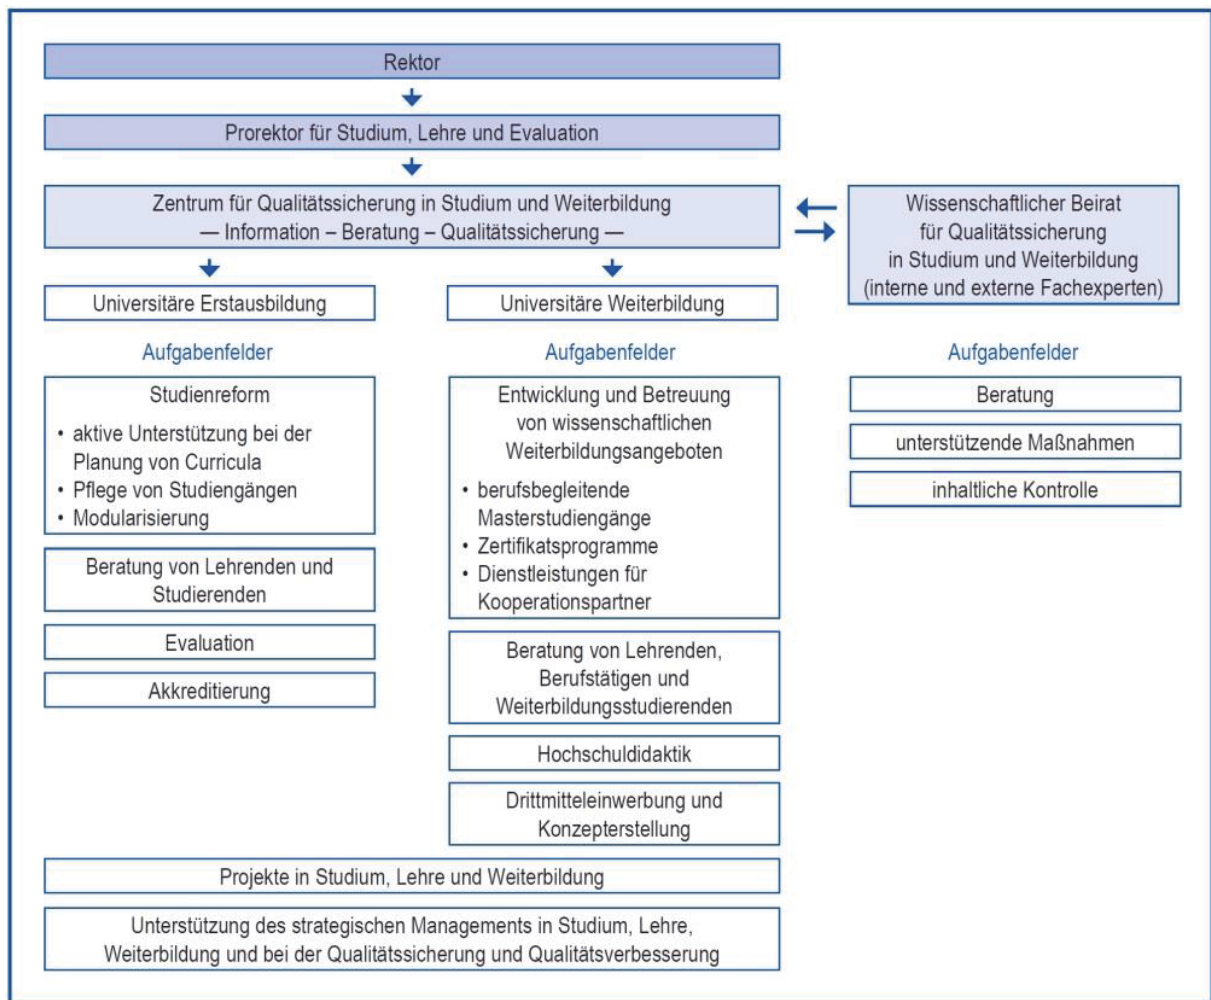 Rektor
Prorektor für Studium, Lehre und Evaluation
Zentrum für Qualitätssicherung in Studium und Weiterbildung
— Information – Beratung – Qualitätssicherung —
Wissenschaftlicher Beirat
für Qualitätssicherung
in Studium und Weiterbildung
(interne und externe Fachexperten)
Universitäre Erstausbildung
Aufgabenfelder
Studienreform
• aktive Unterstützung bei der
Planung von Curricula
• Pflege von Studiengängen
• Modularisierung
Beratung von Lehrenden und
Studierenden
Evaluation
Akkreditierung
Universitäre Weiterbildung
Aufgabenfelder
Entwicklung und Betreuung
von wissenschaftlichen
Weiterbildungsangeboten
• berufsbegleitende
Masterstudiengänge
• Zertifikatsprogramme
• Dienstleistungen für
Kooperationspartner
Beratung von Lehrenden,
Berufstätigen und
Weiterbildungsstudierenden
Hochschuldidaktik
Drittmitteleinwerbung und
Konzepterstellung
Aufgabenfelder
Beratung
unterstützende Maßnahmen
inhaltliche Kontrolle
Projekte in Studium, Lehre und Weiterbildung
Unterstützung des strategischen Managements in Studium, Lehre,
Weiterbildung und bei der Qualitätssicherung und Qualitätsverbesserung